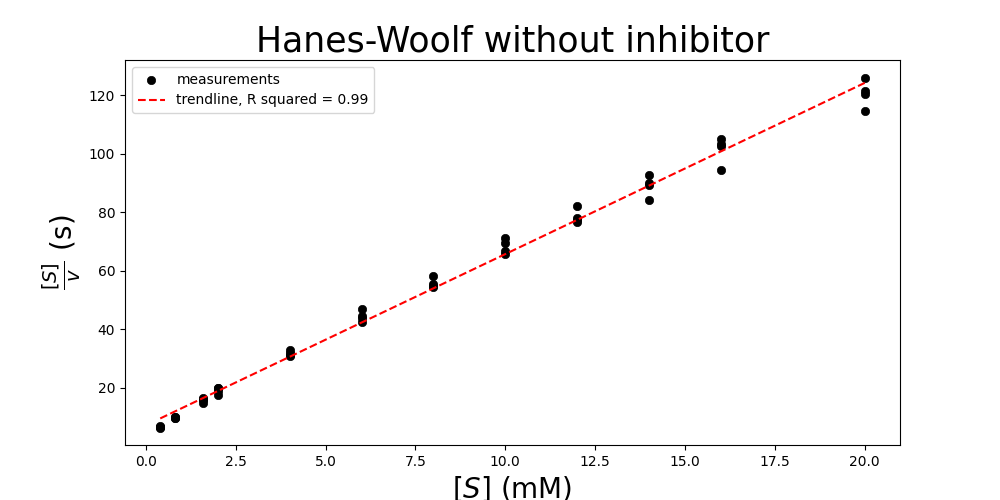 Hanes-Woolf without inhibitor
measurements
trendline, R squared = 0.99
[S]/v (s)
120
100
80
60
40
20
0.0 2.5 5.0 7.5 10.0 12.5 15.0 17.5 20.0
[S] (mM)